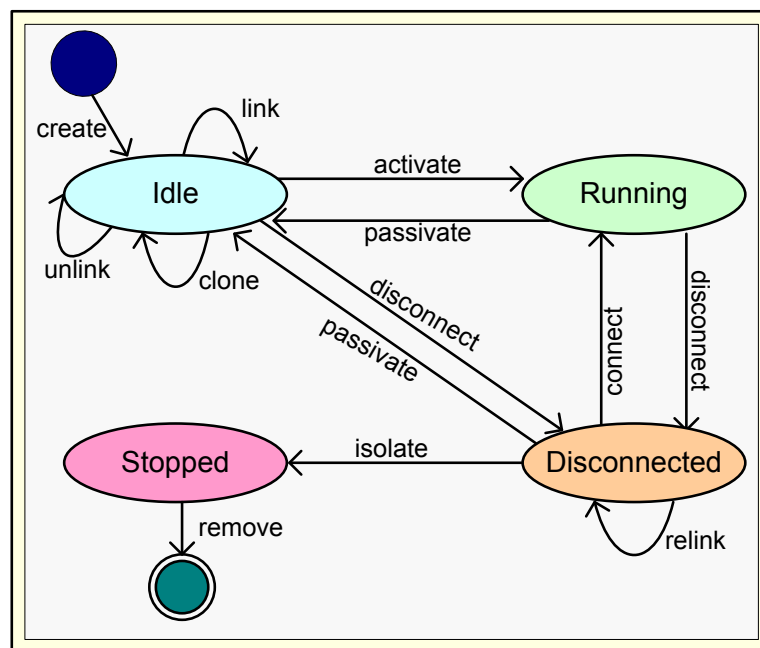 create
link
Idle
activate
Running
passivate
unlink
clone
disconnect
passivate
connect
disconnect
Stopped
isolate
Disconnected
remove
relink